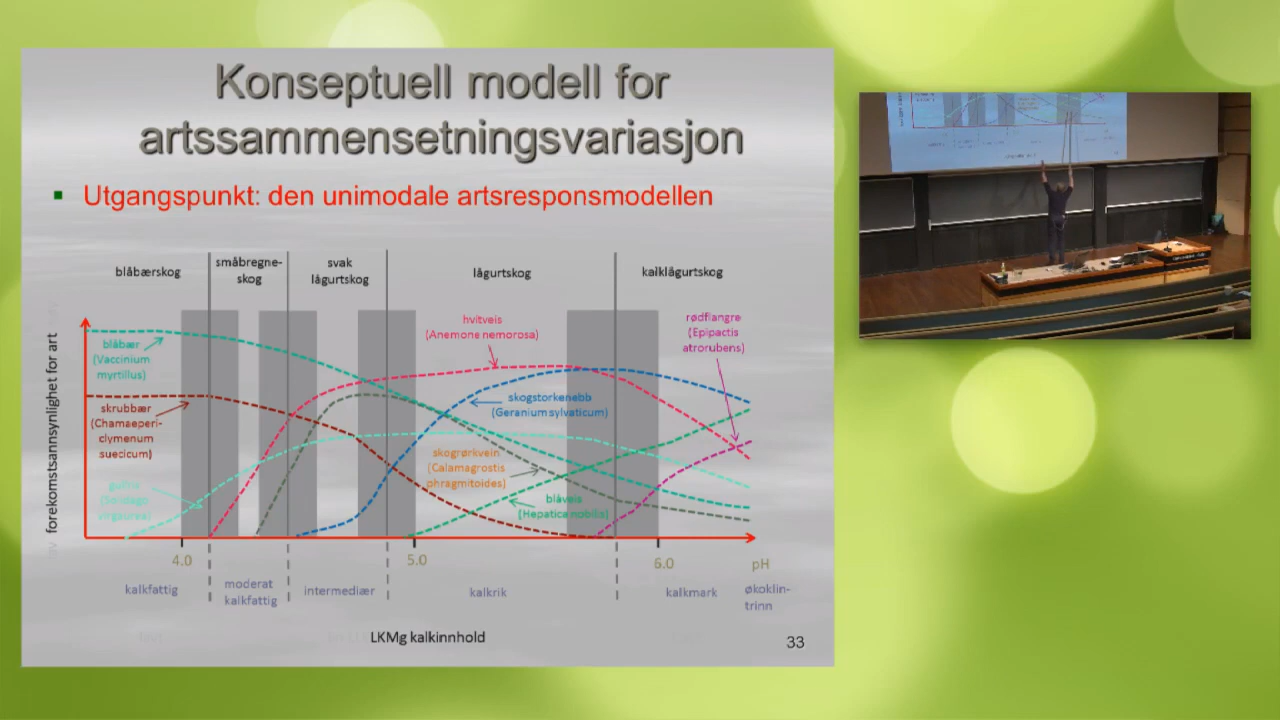 Konseptuell modell for
artssammensetningsvariasjon
Utgangspunkt: den unimodale artsresponsmodellen
blåbærskog
småbregne-
skog
svak
lågurtskog
lågurtskog
kalklågurtskog
forekomstsannsynlighet for art
blåbær
(Vaccinium
myrtillus)
skrubbær
(Chamaeperi-
clymenum
suecicum)
gullris
(Solidago
virgaurea)
hvitveis
(Anemone nemorosa)
rødflangre
(Epipactis
atrorubens)
skogstorkenebb
(Geranium sylvaticum)
skogrørkvein
(Calamagrostis
phragmitoides)
blåveis
(Hepatica nobilis)
4.0
5.0
6.0
pH
kalkfattig
moderat
kalkfattig
intermediær
kalkrik
kalkmark
økoklin-
trinn
LKMg kalkinnhold
33